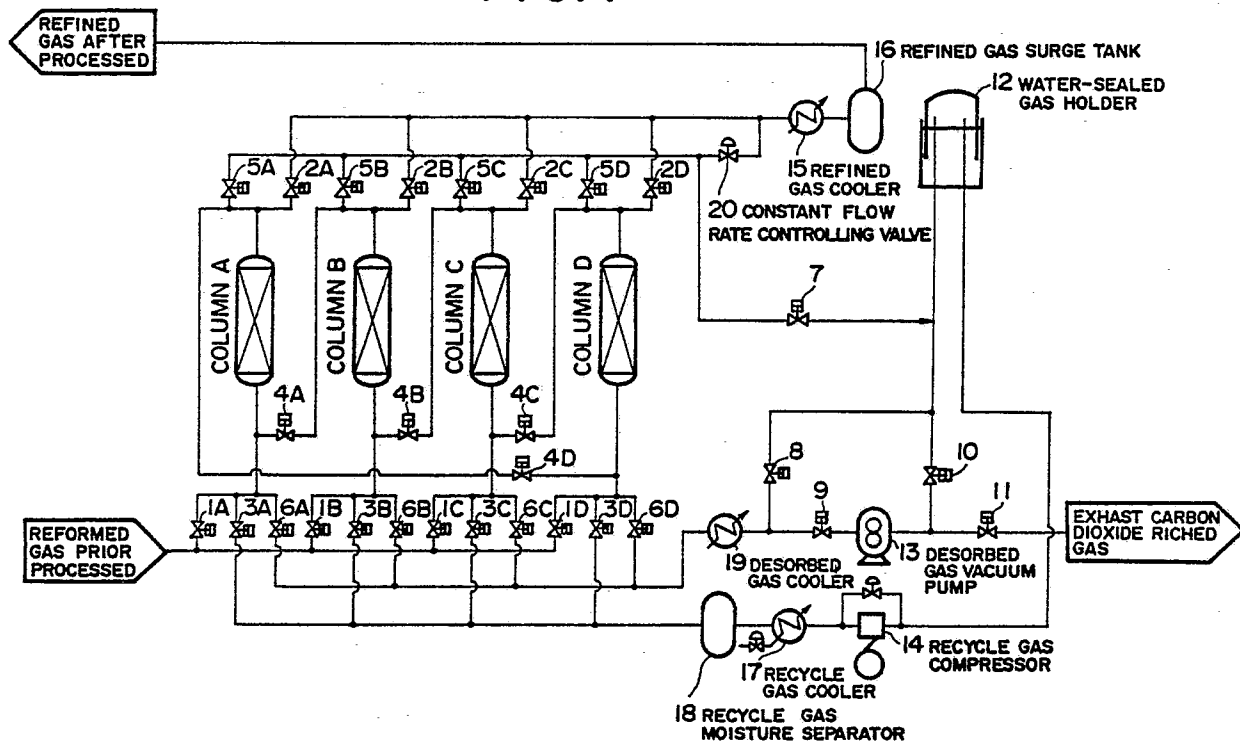 REFINED
GAS AFTER
PROCESSED
16 REFINED GAS SURGE TANK
12 WATER-SEALED
GAS HOLDER
5A 2A 5B 2B 5C 2C 5D 2D
15 REFINED
GAS COOLER
20 CONSTANT FLOW
RATE CONTROLLING VALVE
COLUMN A
COLUMN B
COLUMN C
COLUMN D
7
4A 4B 4C
4D
8 10
9 11
1A 3A 6A 1B 3B 6B 1C 3C 6C 1D 3D 6D
REFORMED
GAS PRIOR
PROCESSED
EXHAST CARBON
DIOXIDE RICHED
GAS
19 DESORBED
GAS COOLER
13 DESORBED
GAS VACUUM
PUMP
14 RECYCLE GAS
COMPRESSOR
17 RECYCLE
GAS COOLER
18 RECYCLE GAS
MOISTURE SEPARATOR